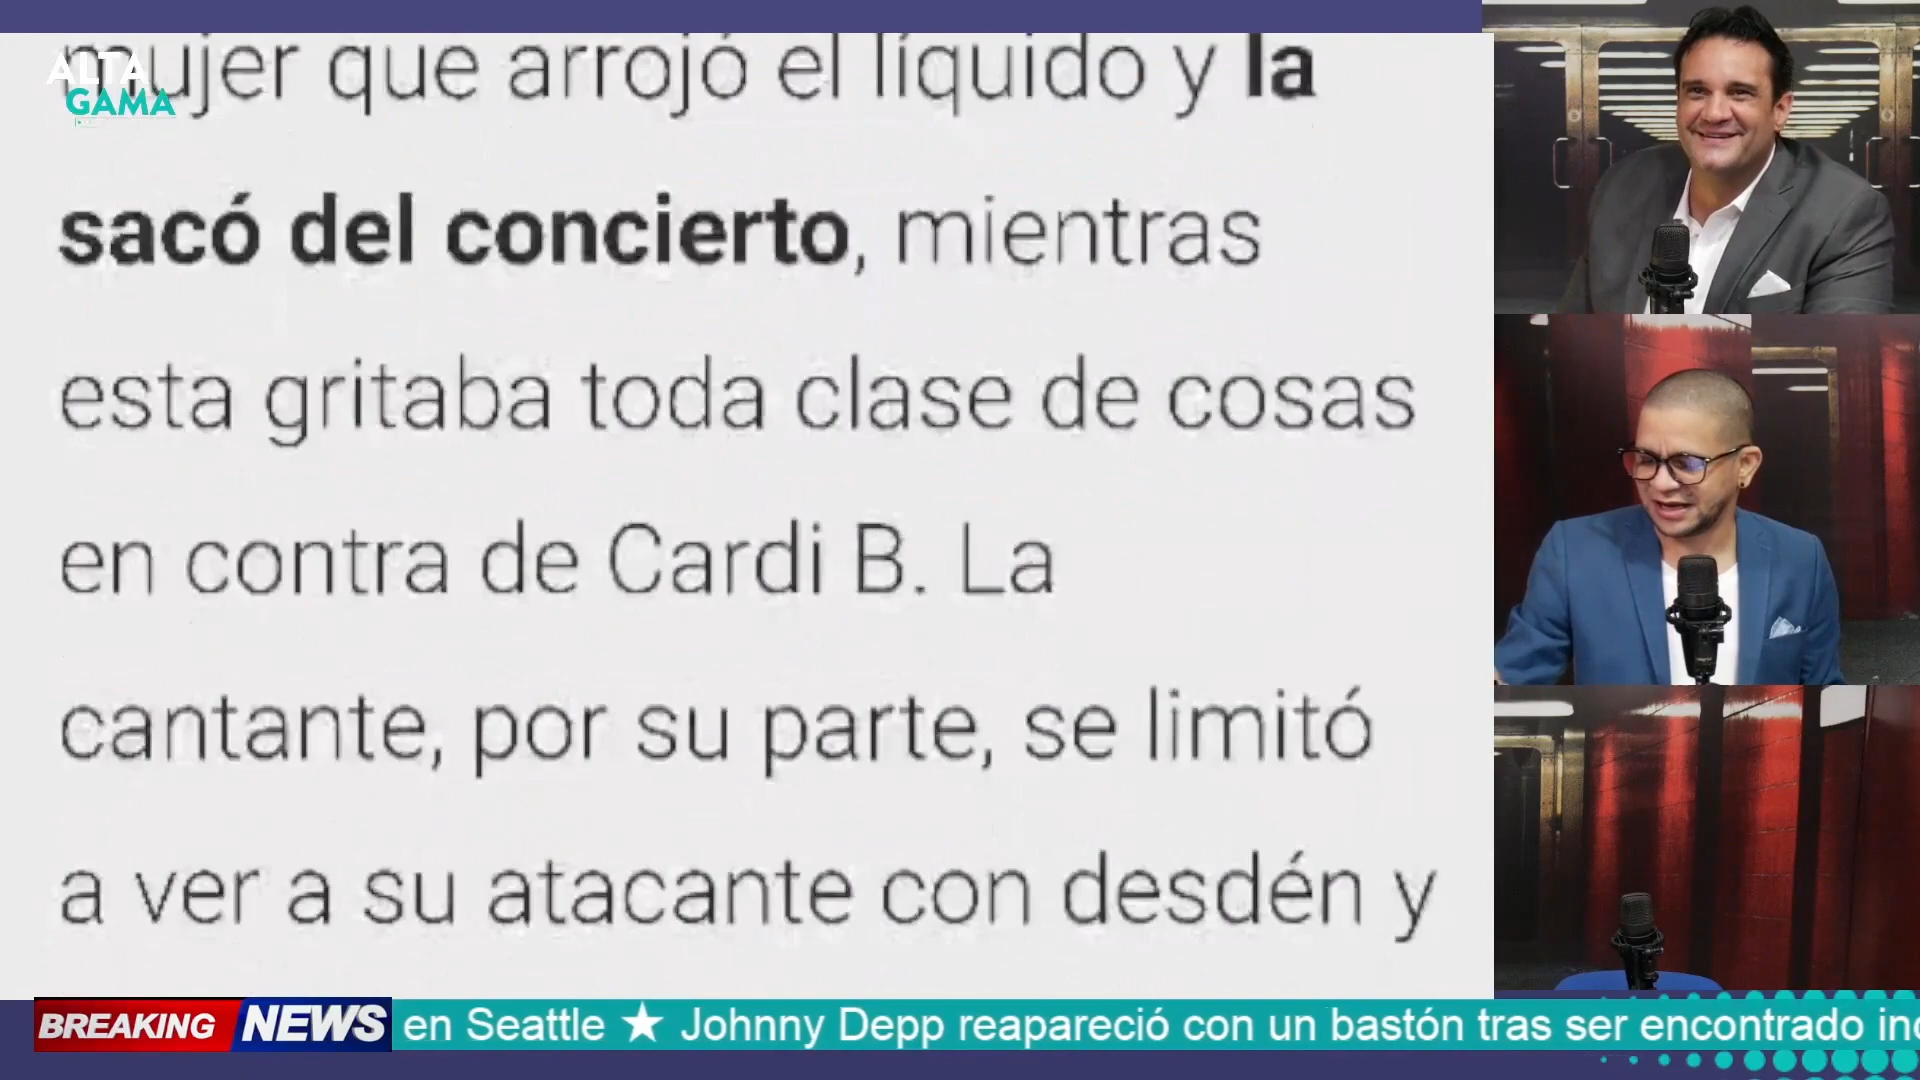 ALTA
GAMA
mujer que arrojó el líquido y la
sacó del concierto, mientras
esta gritaba toda clase de cosas
en contra de Cardi B. La
cantante, por su parte, se limitó
a ver a su atacante con desdén y
BREAKING NEWS en Seattle ★ Johnny Depp reapareció con un bastón tras ser encontrado inc